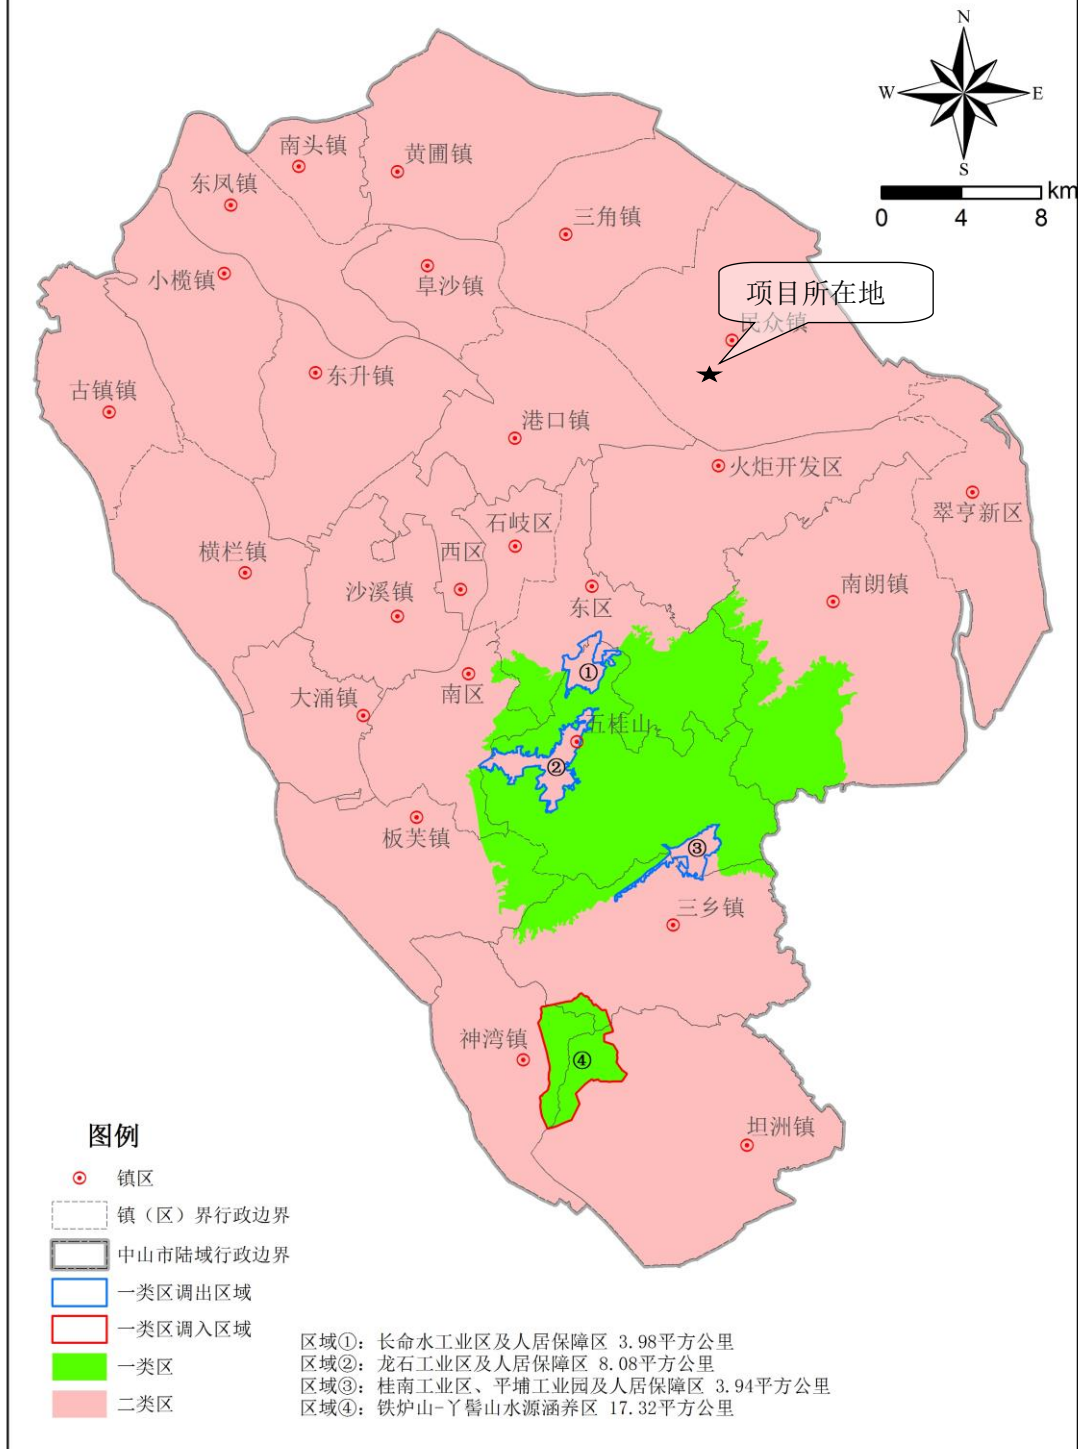 N
W
E
S
km
0 4 8
南头镇
黄圃镇
东凤镇
三角镇
小榄镇
阜沙镇
项目所在地
民众镇
古镇镇
东升镇
港口镇
火炬开发区
翠亨新区
石岐区
横栏镇
西区
沙溪镇
东区
南朗镇
①
南区
大涌镇
五桂山
②
板芙镇
③
三乡镇
神湾镇
④
坦洲镇
图例
镇区
镇（区）界行政边界
中山市陆域行政边界
一类区调出区域
一类区调入区域
一类区
二类区
区域①：长命水工业区及人居保障区 3.98平方公里
区域②：龙石工业区及人居保障区 8.08平方公里
区域③：桂南工业区、平埔工业园及人居保障区 3.94平方公里
区域④：铁炉山-丫髻山水源涵养区 17.32平方公里